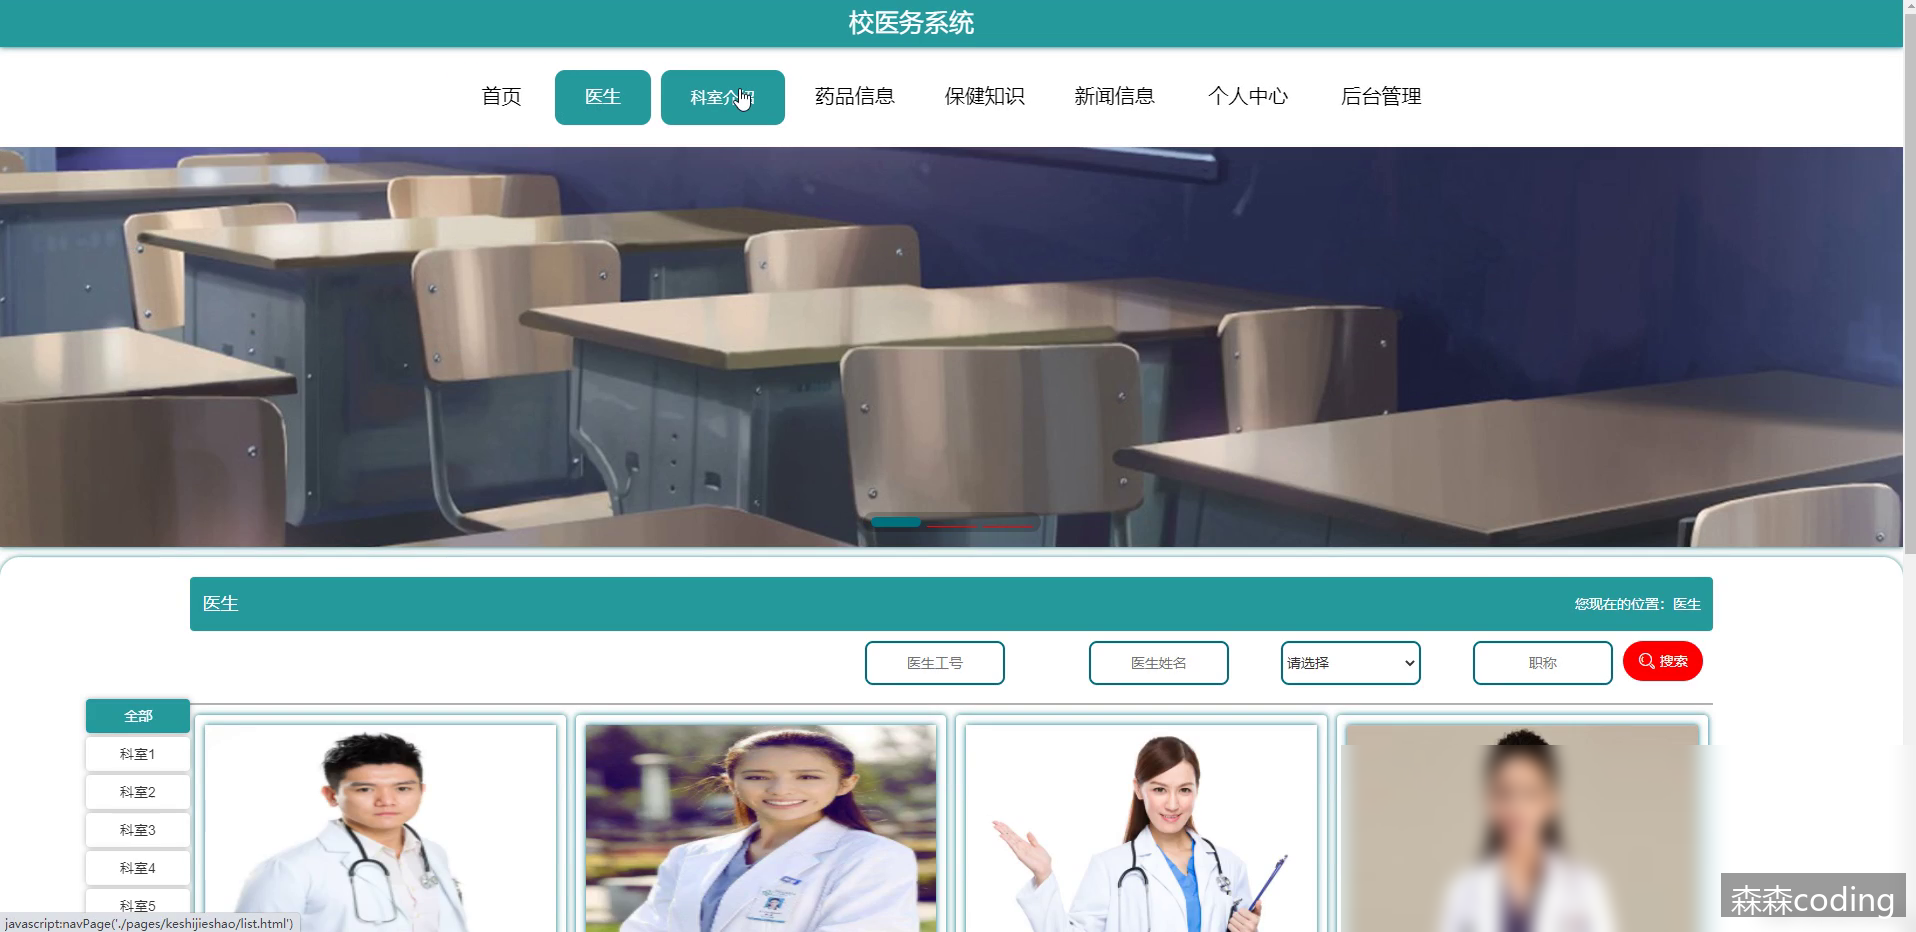 校医务系统
首页 医生 科室介绍 药品信息 保健知识 新闻信息 个人中心 后台管理
医生 您现在的位置：医生
医生工号 医生姓名 请选择 职称 搜索
全部
科室1
科室2
科室3
科室4
科室5
javascript:navPage('./pages/keshijieshao/list.html')
森森coding